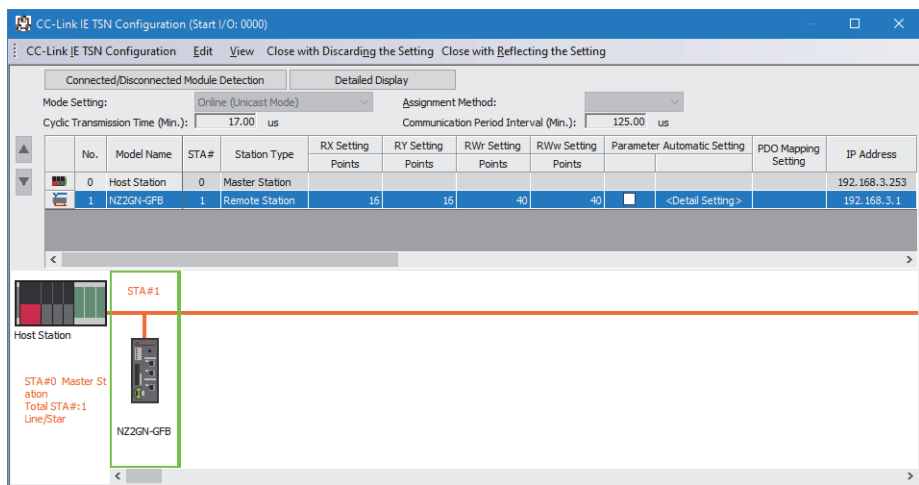 CC-Link IE TSN Configuration (Start I/O: 0000)
CC-Link IE TSN Configuration Edit View Close with Discarding the Setting Close with Reflecting the Setting
Connected/Disconnected Module Detection Detailed Display
Mode Setting: Online (Unicast Mode) Assignment Method:
Cyclic Transmission Time (Min.): 17.00 us Communication Period Interval (Min.): 125.00 us
No. Model Name STA# Station Type RX Setting RY Setting RWr Setting RWw Setting Parameter Automatic Setting PDO Mapping Setting IP Address
Points Points Points Points
0 Host Station 0 Master Station 192.168.3.253
1 NZ2GN-GFB 1 Remote Station 16 16 40 40 <Detail Setting> 192.168.3.1
STA#1
Host Station
STA#0 Master St
ation
Total STA#:1
Line/Star
NZ2GN-GFB